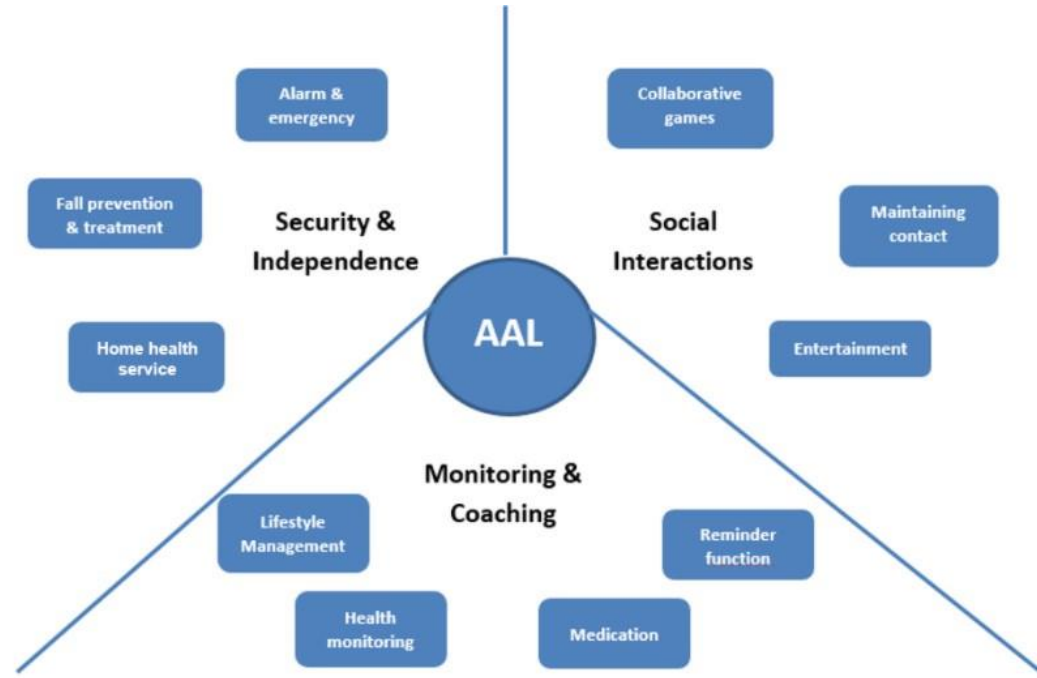 Alarm &
emergency
Fall prevention
& treatment
Security &
Independence
Home health
service
Collaborative
games
Social
Interactions
Maintaining
contact
Entertainment
AAL
Monitoring &
Coaching
Lifestyle
Management
Health
monitoring
Medication
Reminder
function